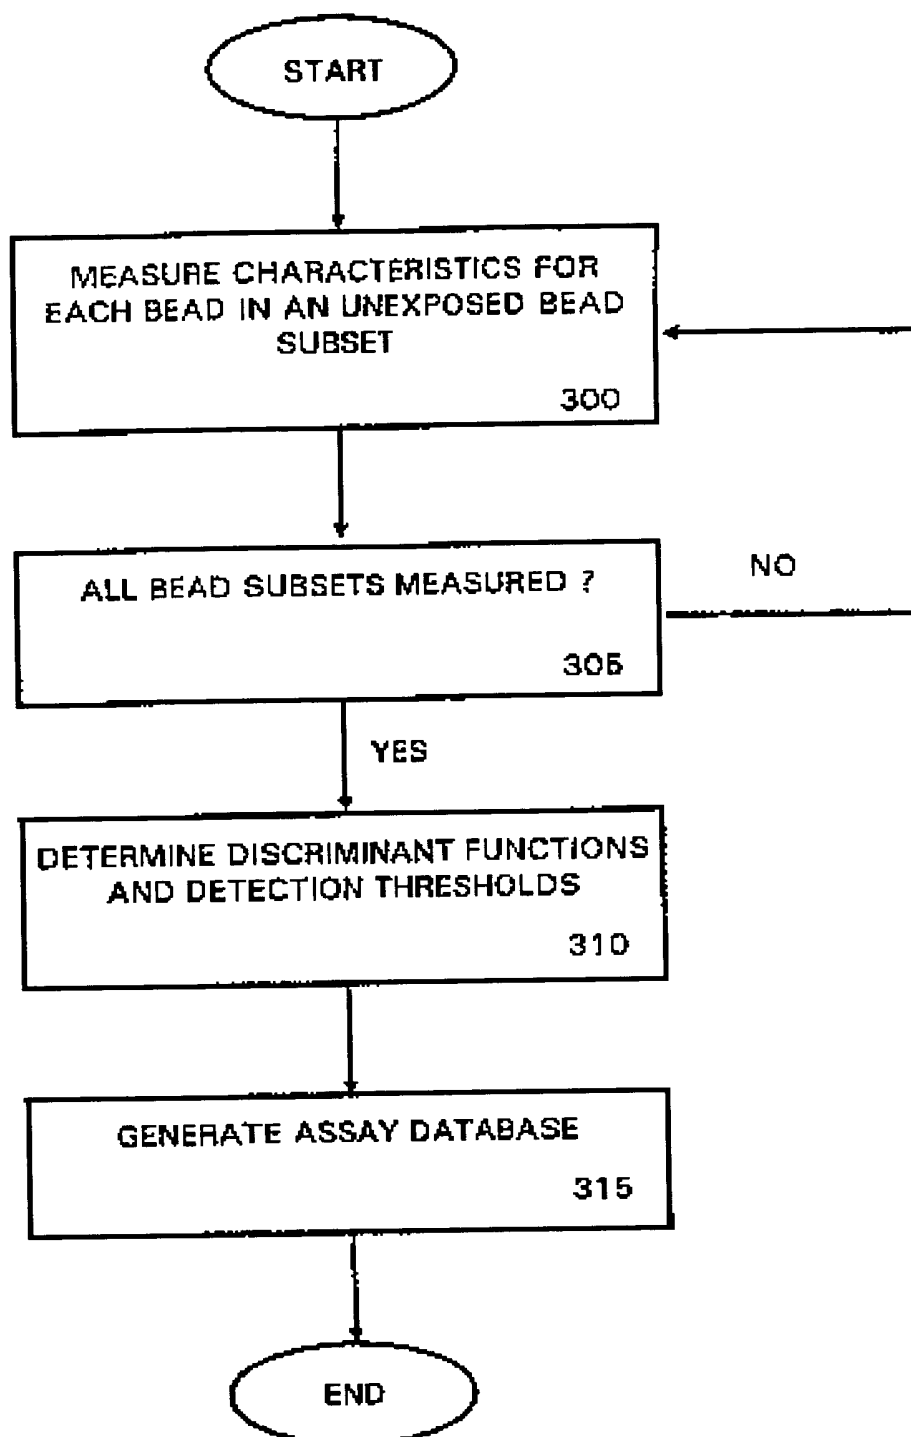 START
MEASURE CHARACTERISTICS FOR
EACH BEAD IN AN UNEXPOSED BEAD
SUBSET
300
ALL BEAD SUBSETS MEASURED ?
NO
305
YES
DETERMINE DISCRIMINANT FUNCTIONS
AND DETECTION THRESHOLDS
310
GENERATE ASSAY DATABASE
315
END